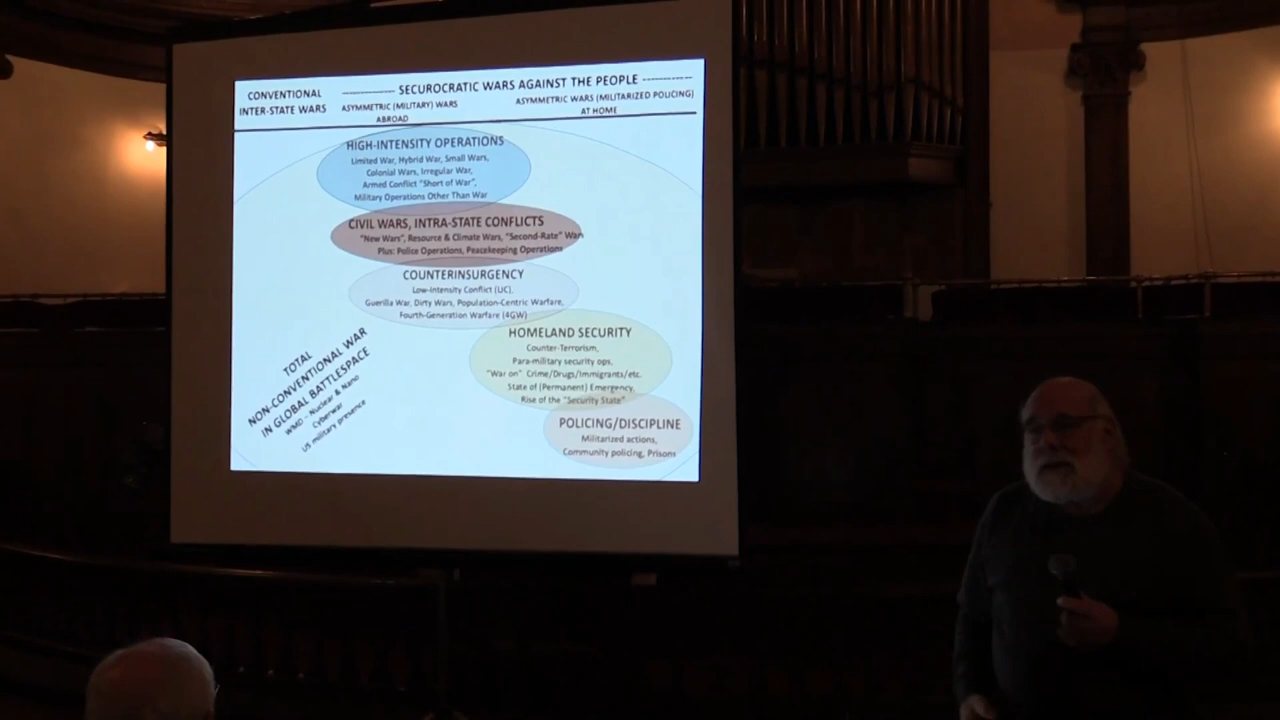 CONVENTIONAL
INTER-STATE WARS
------------- SECUROCRATIC WARS AGAINST THE PEOPLE ------------
ASYMMETRIC (MILITARY) WARS
ABROAD
ASYMMETRIC WARS (MILITARIZED POLICING)
AT HOME
HIGH-INTENSITY OPERATIONS
Limited War, Hybrid War, Small Wars,
Colonial Wars, Irregular War,
Armed Conflict "Short of War",
Military Operations Other Than War
CIVIL WARS, INTRA-STATE CONFLICTS
"New Wars", Resource & Climate Wars, "Second-Rate" Wars
Plus: Police Operations, Peacekeeping Operations
COUNTERINSURGENCY
Low-Intensity Conflict (UC),
Guerilla War, Dirty Wars, Population-Centric Warfare,
Fourth-Generation Warfare (4GW)
HOMELAND SECURITY
Counter-Terrorism,
Para-military security ops,
"War on" Crime/Drugs/Immigrants/etc.
State of (Permanent) Emergency,
Rise of the "Security State"
POLICING/DISCIPLINE
Militarized actions,
Community policing, Prisons
TOTAL
NON-CONVENTIONAL WAR
IN GLOBAL BATTLESPACE
WMD - Nuclear & Nano
Cyberwar
US military presence